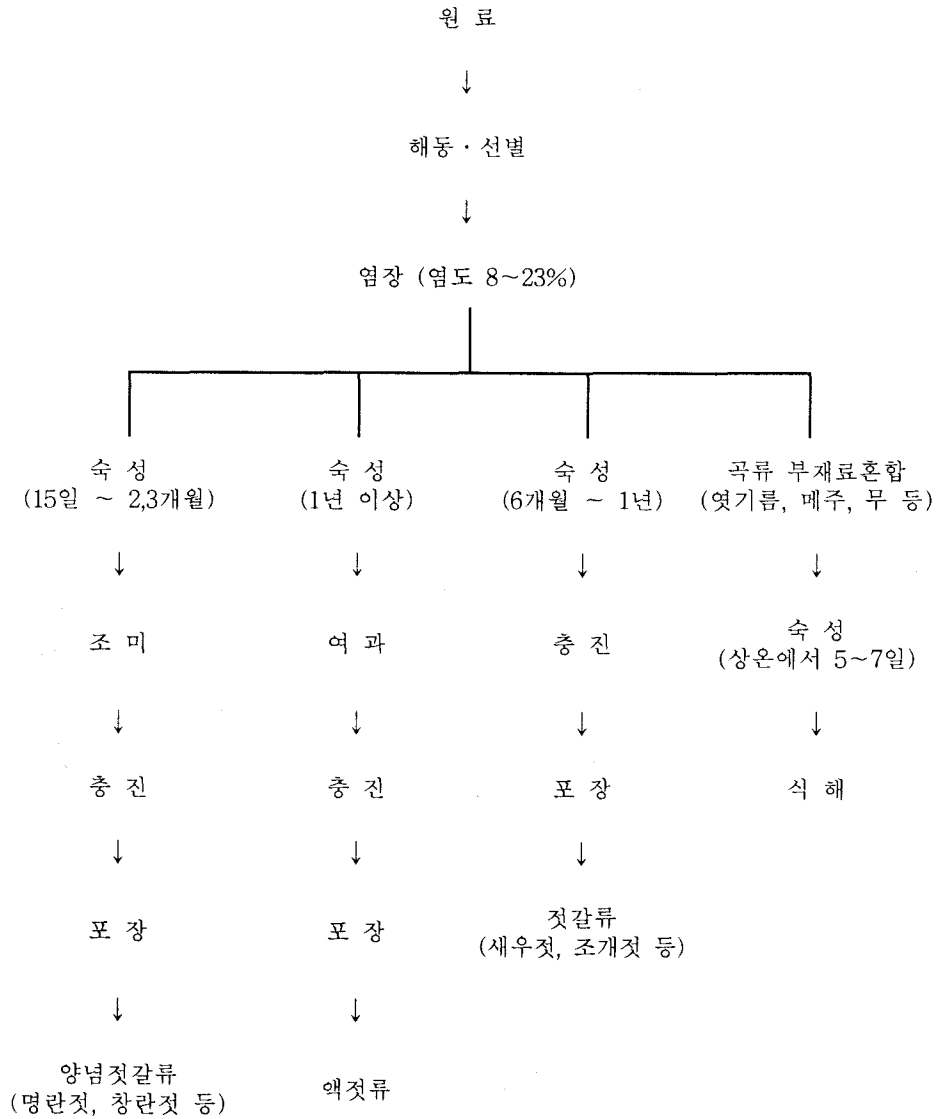 원 료
↓
해동 · 선별
↓
염장 (염도 8~23%)
숙 성
(15일 ~ 2,3개월)
↓
조 미
↓
충 진
↓
포 장
↓
양념젓갈류
(명란젓, 창란젓 등)
숙 성
(1년 이상)
↓
여 과
↓
충 진
↓
포 장
↓
액젓류
숙 성
(6개월 ~ 1년)
↓
충 진
↓
포 장
↓
젓갈류
(새우젓, 조개젓 등)
곡류 부재료혼합
(엿기름, 메주, 무 등)
↓
숙 성
(상온에서 5~7일)
↓
식 해